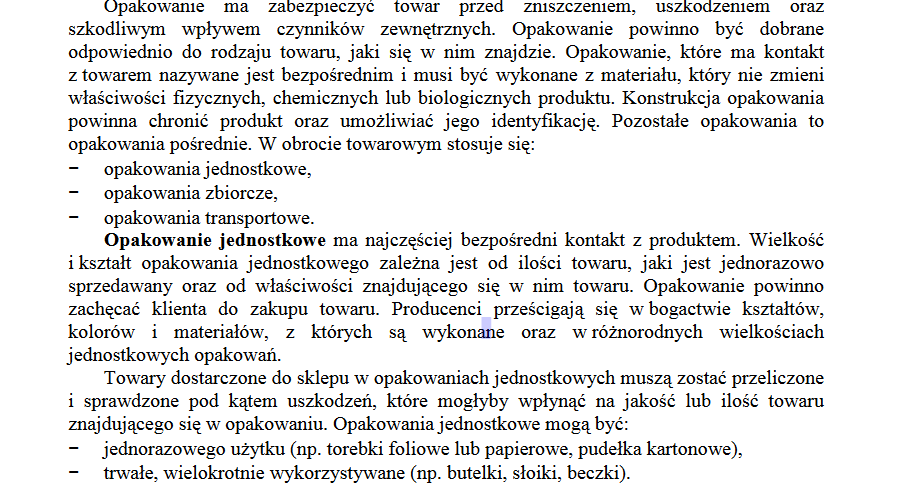 Opakowanie ma zabezpieczyć towar przed zniszczeniem, uszkodzeniem oraz
szkodliwym wpływem czynników zewnętrznych. Opakowanie powinno być dobrane
odpowiednio do rodzaju towaru, jaki się w nim znajdzie. Opakowanie, które ma kontakt
z towarem nazywane jest bezpośrednim i musi być wykonane z materiału, który nie zmieni
właściwości fizycznych, chemicznych lub biologicznych produktu. Konstrukcja opakowania
powinna chronić produkt oraz umożliwiać jego identyfikację. Pozostałe opakowania to
opakowania pośrednie. W obrocie towarowym stosuje się:
− opakowania jednostkowe,
− opakowania zbiorcze,
− opakowania transportowe.
Opakowanie jednostkowe ma najczęściej bezpośredni kontakt z produktem. Wielkość
i kształt opakowania jednostkowego zależna jest od ilości towaru, jaki jest jednorazowo
sprzedawany oraz od właściwości znajdującego się w nim towaru. Opakowanie powinno
zachęcać klienta do zakupu towaru. Producenci prześcigają się w bogactwie kształtów,
kolorów i materiałów, z których są wykonane oraz w różnorodnych wielkościach
jednostkowych opakowań.
Towary dostarczone do sklepu w opakowaniach jednostkowych muszą zostać przeliczone
i sprawdzone pod kątem uszkodzeń, które mogłyby wpłynąć na jakość lub ilość towaru
znajdującego się w opakowaniu. Opakowania jednostkowe mogą być:
− jednorazowego użytku (np. torebki foliowe lub papierowe, pudełka kartonowe),
− trwałe, wielokrotnie wykorzystywane (np. butelki, słoiki, beczki).